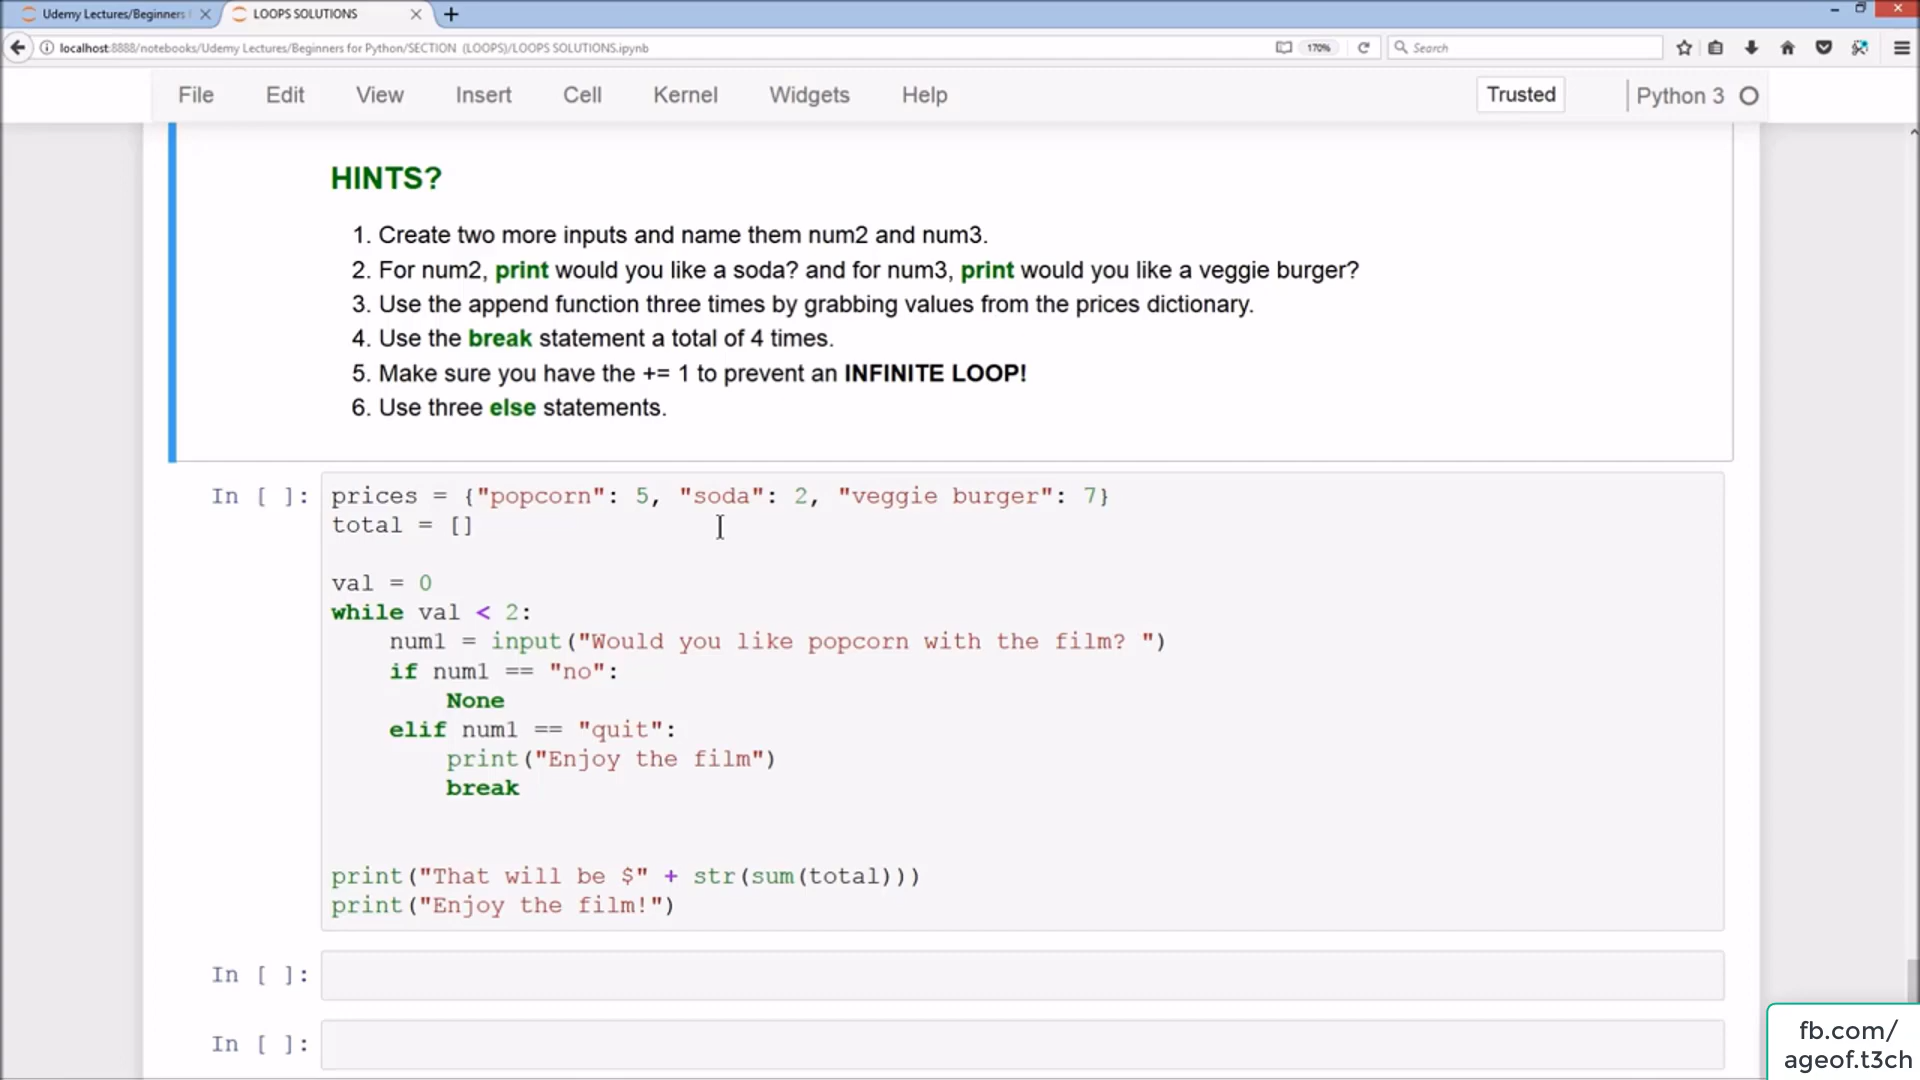 Udemy Lectures/Beginners
LOOPS SOLUTIONS
localhost:8888/notebooks/Udemy Lectures/Beginners for Python/SECTION (LOOPS)/LOOPS SOLUTIONS.ipynb
170%
Search
File Edit View Insert Cell Kernel Widgets Help
Trusted
Python 3
HINTS?
1. Create two more inputs and name them num2 and num3.
2. For num2, print would you like a soda? and for num3, print would you like a veggie burger?
3. Use the append function three times by grabbing values from the prices dictionary.
4. Use the break statement a total of 4 times.
5. Make sure you have the += 1 to prevent an INFINITE LOOP!
6. Use three else statements.
In [ ]:
prices = {"popcorn": 5, "soda": 2, "veggie burger": 7}
total = []
val = 0
while val < 2:
    num1 = input("Would you like popcorn with the film? ")
    if num1 == "no":
        None
    elif num1 == "quit":
        print("Enjoy the film")
        break
print("That will be $" + str(sum(total)))
print("Enjoy the film!")
In [ ]:
In [ ]:
fb.com/
ageof.t3ch